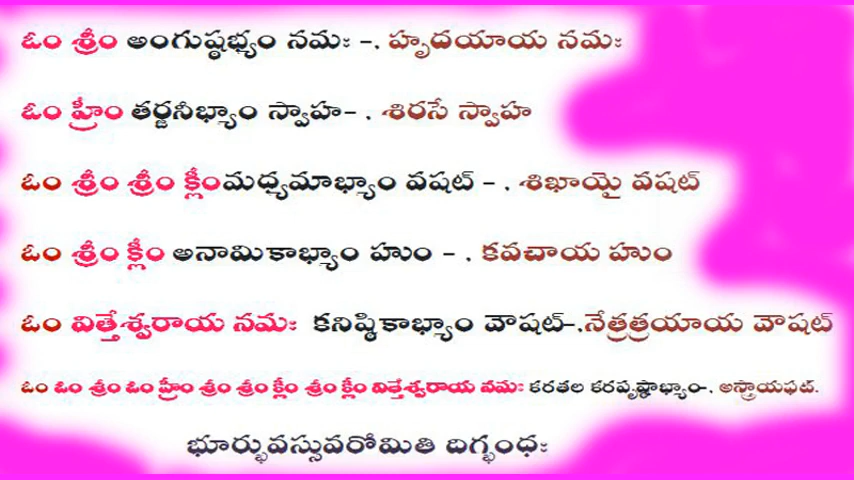 ఓం శ్రీం అంగుష్ఠభ్యం నమః -. హృదయాయ నమః
ఓం హ్రీం తర్జనీభ్యాం స్వాహ- . శిరసే స్వాహ
ఓం శ్రీం శ్రీం క్లీంమధ్యమాభ్యాం వషట్ - . శిఖాయై వషట్
ఓం శ్రీం క్లీం అనామికాభ్యాం హుం - . కవచాయ హుం
ఓం విత్తేశ్వరాయ నమః కనిష్ఠికాభ్యాం వౌషట్-.నేత్రత్రయాయ వౌషట్
ఓం ఓం శ్రీం ఓం హ్రీం శ్రీం శ్రీం క్లీం శ్రీం క్లీం విత్తేశ్వరాయ నమః కరతల కరపృష్ఠాభ్యాం-. అస్త్రాయఫట్.
భూర్భువస్సువరోమితి దిగ్భంధః